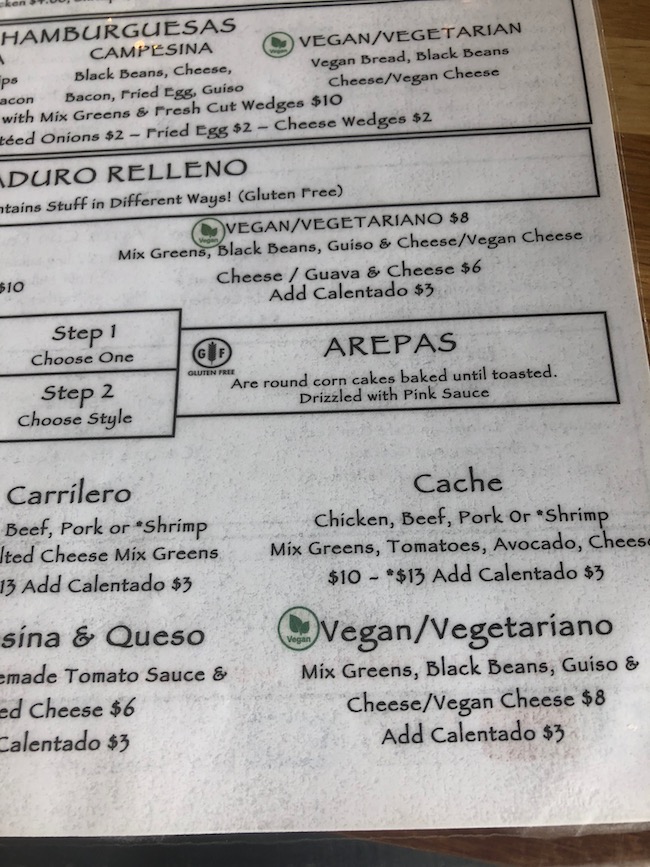 HAMBURGUESAS
CAMPESINA
Black Beans, Cheese,
Bacon, Fried Egg, Guiso
Vegan
VEGAN/VEGETARIAN
Vegan Bread, Black Beans
Cheese/Vegan Cheese
with Mix Greens & Fresh Cut Wedges $10
téed Onions $2 – Fried Egg $2 – Cheese Wedges $2
ADURO RELLENO
ntains Stuff in Different Ways! (Gluten Free)
Vegan
VEGAN/VEGETARIANO $8
Mix Greens, Black Beans, Guiso & Cheese/Vegan Cheese
$10
Cheese / Guava & Cheese $6
Add Calentado $3
Step 1
Choose One
Step 2
Choose Style
GF
GLUTEN FREE
AREPAS
Are round corn cakes baked until toasted.
Drizzled with Pink Sauce
Carrilero
Beef, Pork or *Shrimp
lted Cheese Mix Greens
13 Add Calentado $3
Cache
Chicken, Beef, Pork Or *Shrimp
Mix Greens, Tomatoes, Avocado, Cheese
$10 – *$13 Add Calentado $3
sina & Queso
emade Tomato Sauce &
ed Cheese $6
Calentado $3
Vegan
Vegan/Vegetariano
Mix Greens, Black Beans, Guiso &
Cheese/Vegan Cheese $8
Add Calentado $3